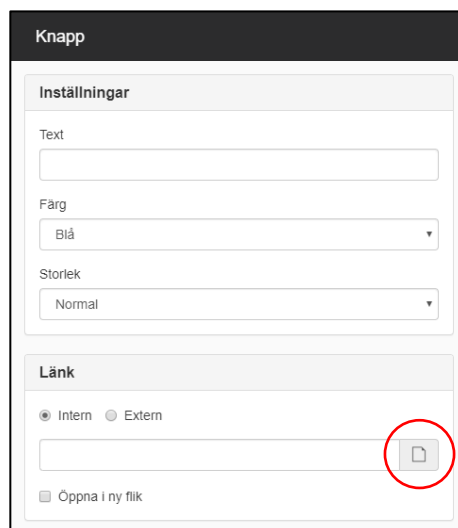 Knapp
Inställningar
Text
Färg
Blå
Storlek
Normal
Länk
Intern Extern
Öppna i ny flik